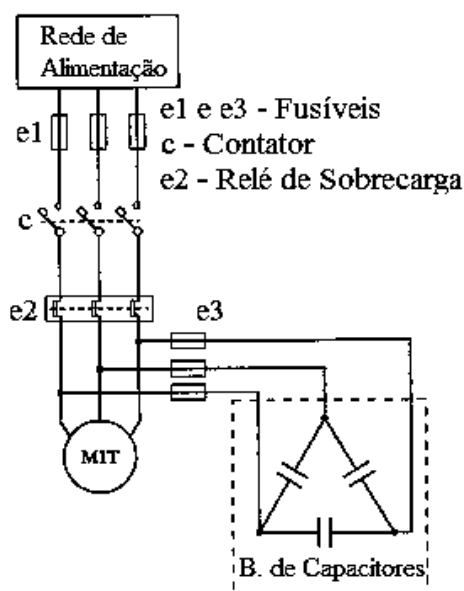 Rede de
Alimentação
e1 e e3 - Fusíveis
c - Contator
e2 - Relé de Sobrecarga
e1
c
e2
e3
MIT
B. de Capacitores